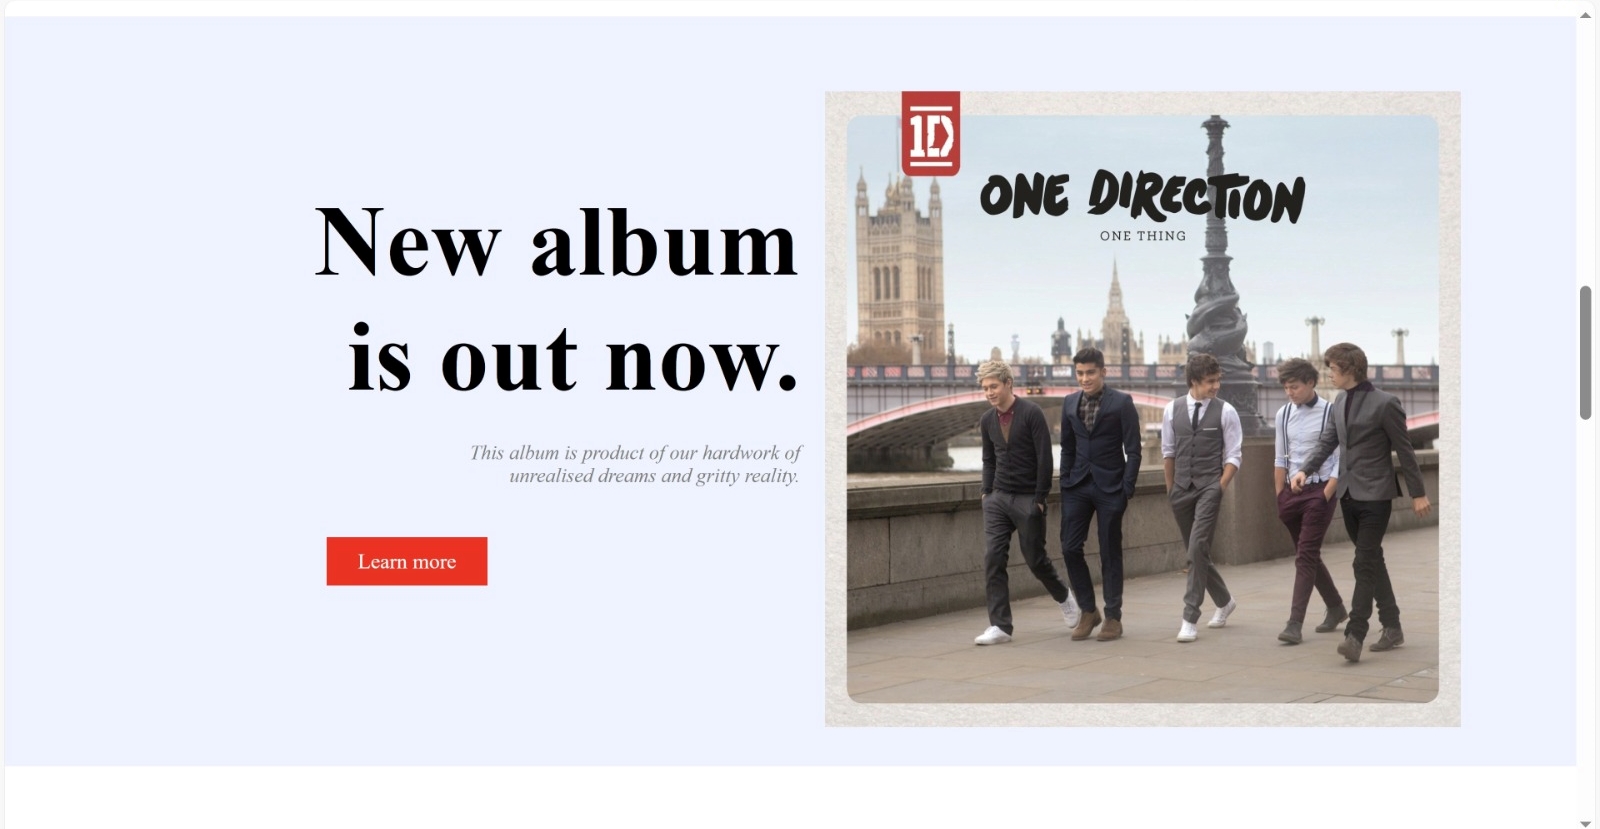 New album
is out now.
This album is product of our hardwork of
unrealised dreams and gritty reality.
Learn more
1D
ONE DIRECTION
ONE THING